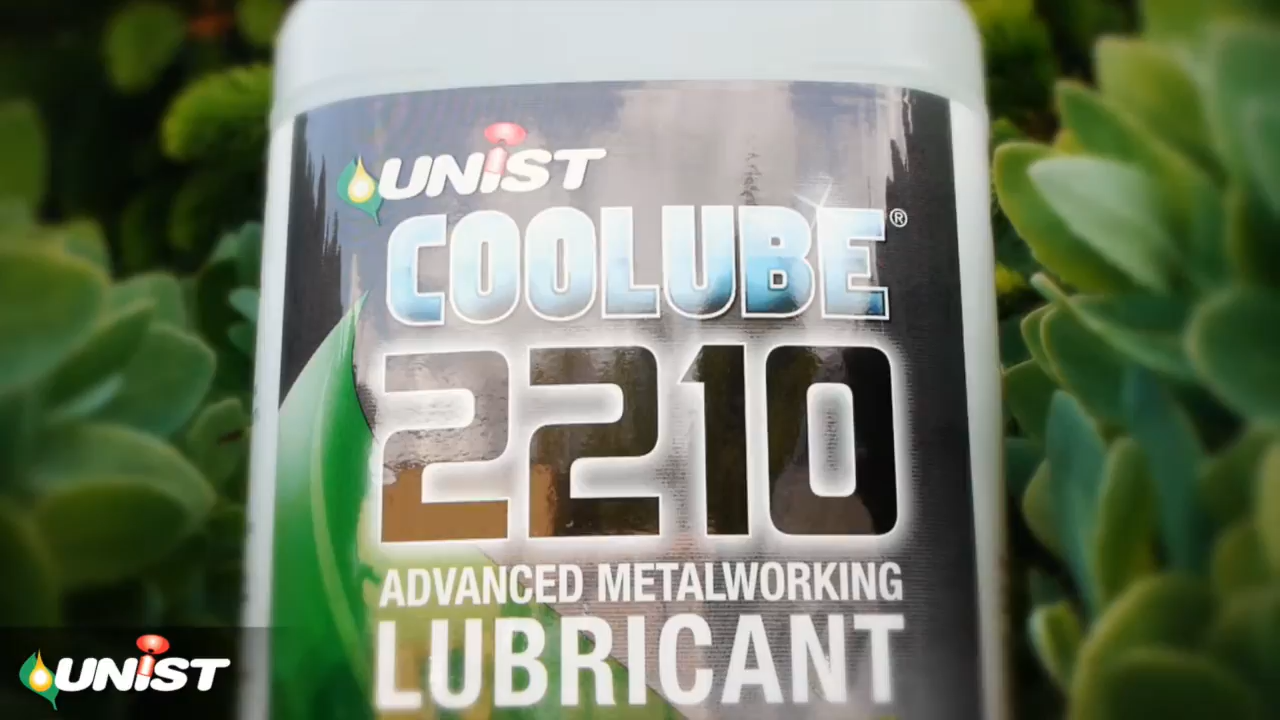 UNiST
COOLUBE®
2210
ADVANCED METALWORKING
LUBRICANT
UNiST